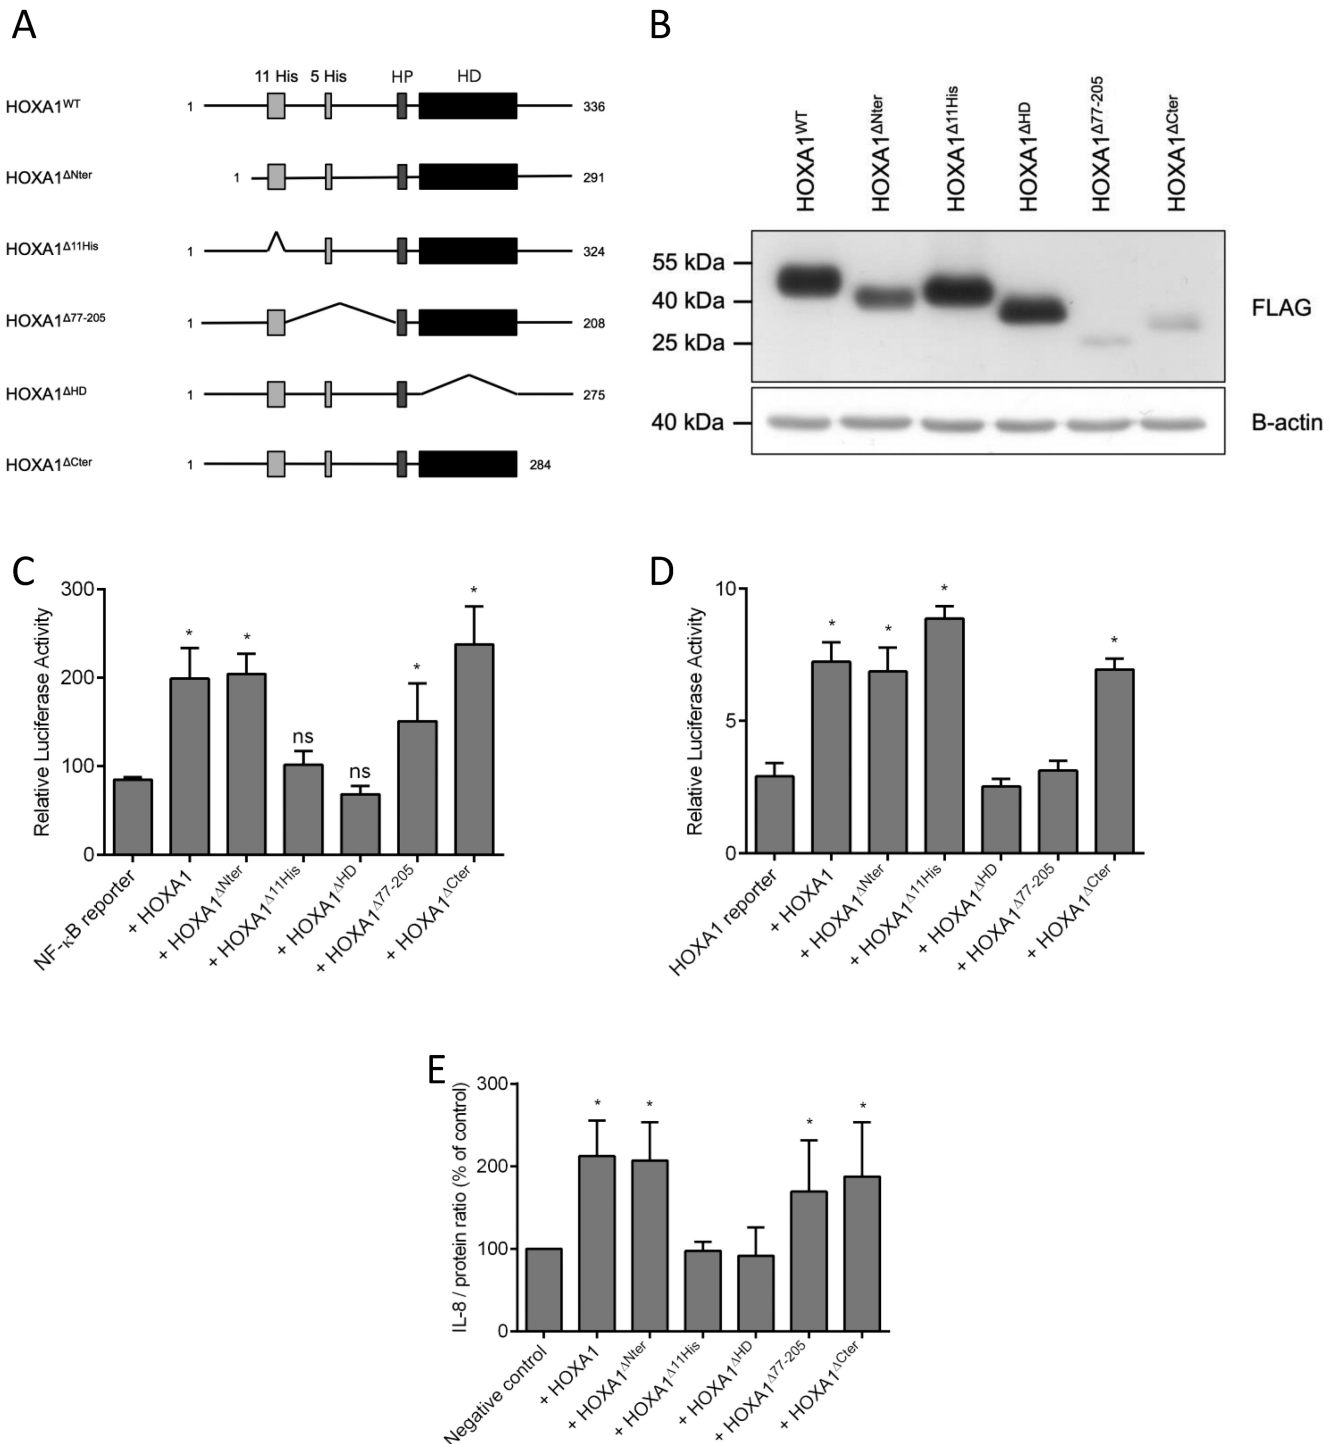 A
11 His 5 His HP HD
HOXA1WT 1 336
HOXA1ΔNter 1 291
HOXA1Δ11His 1 324
HOXA1Δ77-205 1 208
HOXA1ΔHD 1 275
HOXA1ΔCter 1 284
B
HOXA1WT
HOXA1ΔNter
HOXA1Δ11His
HOXA1ΔHD
HOXA1Δ77-205
HOXA1ΔCter
55 kDa
40 kDa
25 kDa
FLAG
40 kDa
B-actin
C
Relative Luciferase Activity
300
200
100
0
* * ns ns * *
NF-κB reporter
+ HOXA1
+ HOXA1ΔNter
+ HOXA1Δ11His
+ HOXA1ΔHD
+ HOXA1Δ77-205
+ HOXA1ΔCter
D
Relative Luciferase Activity
10
5
0
* * * *
HOXA1 reporter
+ HOXA1
+ HOXA1ΔNter
+ HOXA1Δ11His
+ HOXA1ΔHD
+ HOXA1Δ77-205
+ HOXA1ΔCter
E
IL-8 / protein ratio (% of control)
300
200
100
0
* * * *
Negative control
+ HOXA1
+ HOXA1ΔNter
+ HOXA1Δ11His
+ HOXA1ΔHD
+ HOXA1Δ77-205
+ HOXA1ΔCter